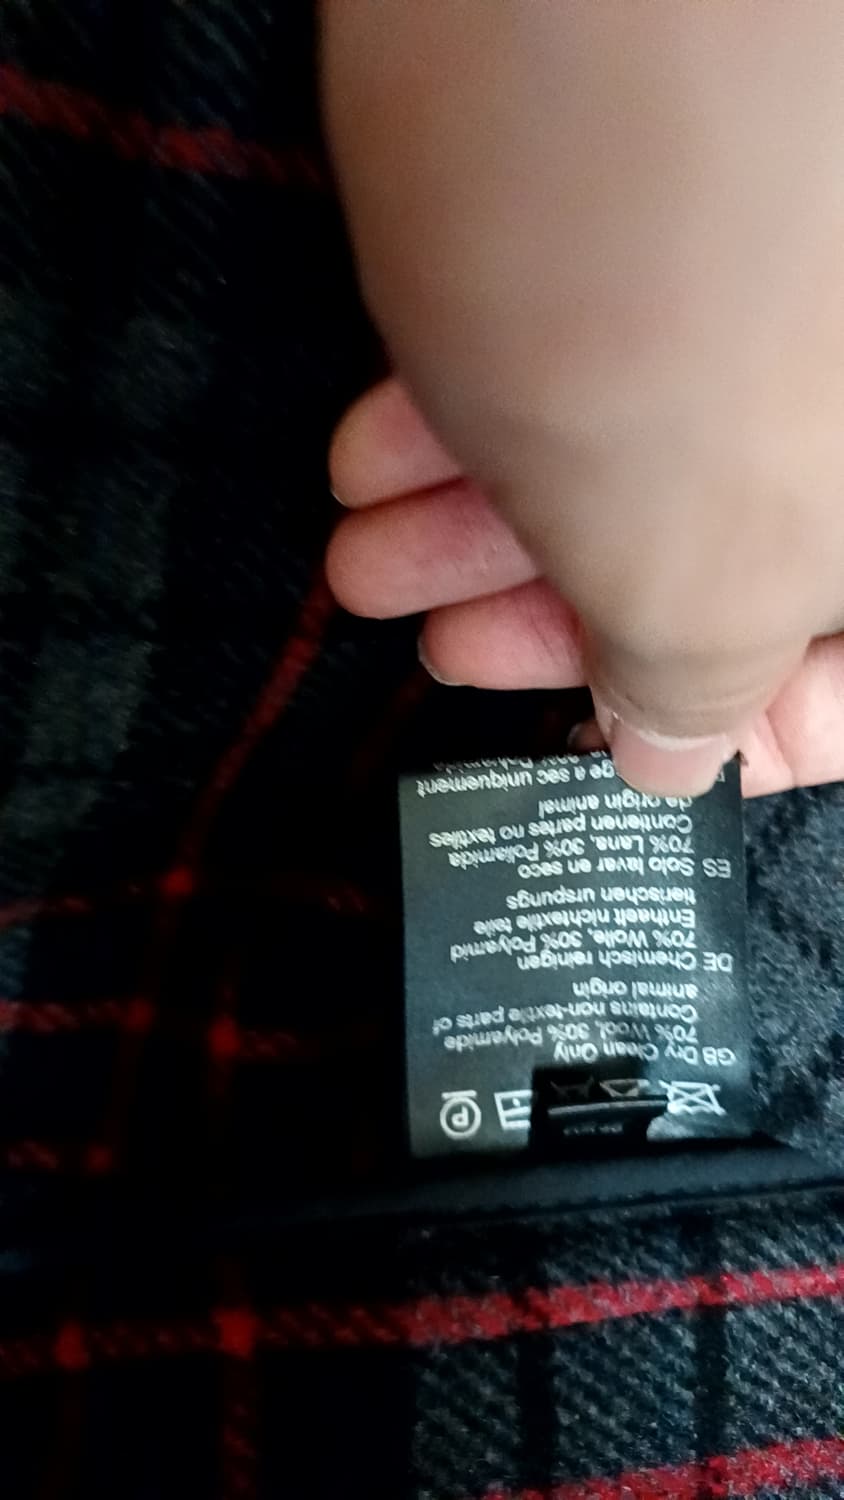 GB Dry Clean Only
70% Wool, 30% Polyamide
Contains non-textile parts of
animal origin
DE Chemisch reinigen
70% Wolle, 30% Polyamid
Enthaelt nichtextile teile
tierischen urspungs
ES Solo lavar en seco
70% Lana, 30% Poliamida
Contienen partes no textiles
de origin animal
a sec uniquement